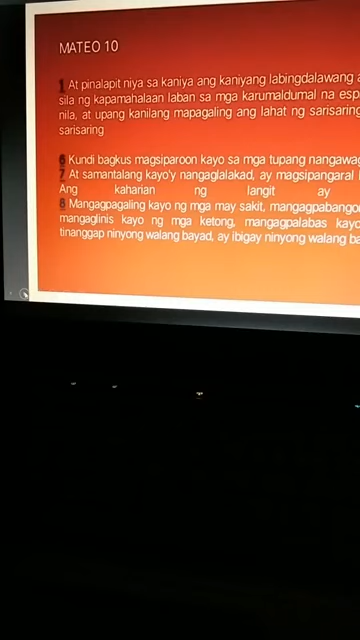 MATEO 10
1 At pinalapit niya sa kaniya ang kaniyang labingdalawang
sila ng kapamahalaan laban sa mga karumaldumal na
nila, at upang kanilang mapagaling ang lahat ng sarisaring
sarisaring
6 Kundi bagkus magsiparoon kayo sa mga tupang
7 At samantalang kayo'y nangaglalakad, ay magsipangaral
Ang kaharian ng langit ay
8 Mangagpagaling kayo ng mga may sakit,
mangaglinis kayo ng mga ketong, mangagpalabas
tinanggap ninyong walang bayad, ay ibigay ninyong walang